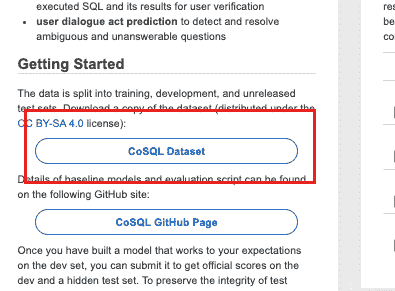 executed SQL and its results for user verification
• user dialogue act prediction to detect and resolve
ambiguous and unanswerable questions
Getting Started
The data is split into training, development, and unreleased
test sets. Download a copy of the dataset (distributed under the
CC BY-SA 4.0 license):
CoSQL Dataset
Details of baseline models and evaluation script can be found
on the following GitHub site:
CoSQL GitHub Page
Once you have built a model that works to your expectations
on the dev set, you can submit it to get official scores on the
dev and a hidden test set. To preserve the integrity of test
res
be
co